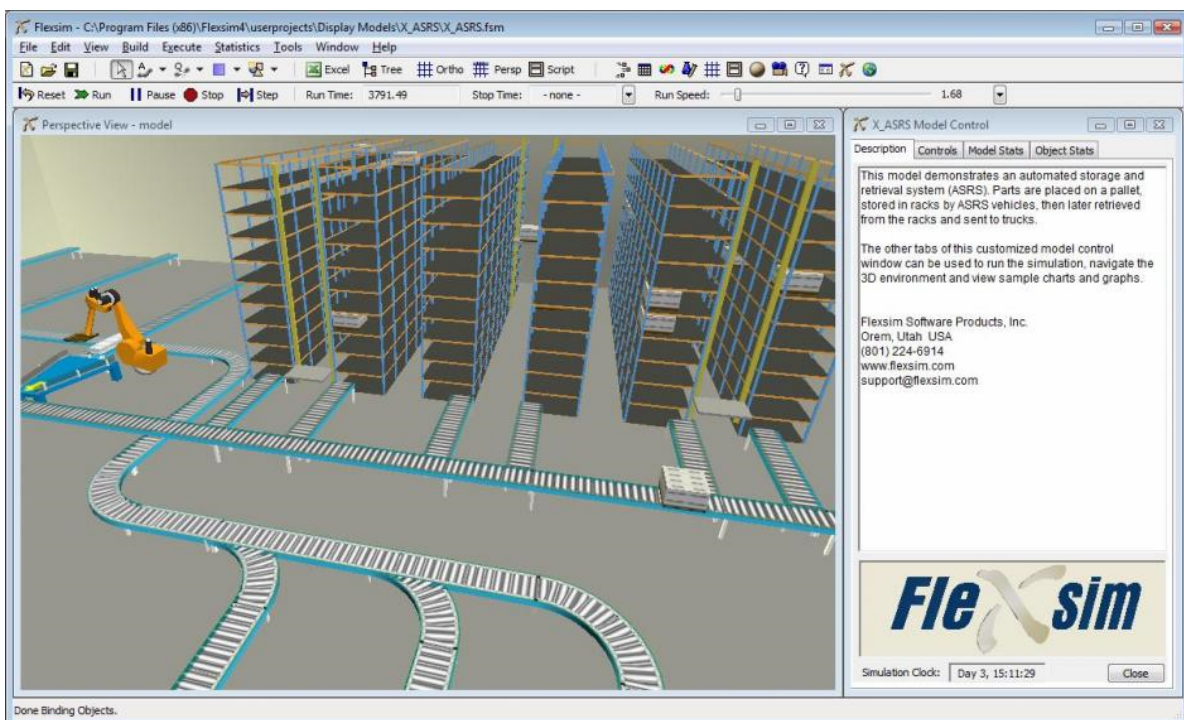 Flexsim - C:\Program Files (x86)\Flexsim4\userprojects\Display Models\X_ASRS\X_ASRS.fsm
File Edit View Build Execute Statistics Tools Window Help
Excel Tree Ortho Persp Script
Reset Run Pause Stop Step Run Time: 3791.49 Stop Time: - none - Run Speed: 1.68
Perspective View - model
X_ASRS Model Control
Description Controls Model Stats Object Stats
This model demonstrates an automated storage and
retrieval system (ASRS). Parts are placed on a pallet,
stored in racks by ASRS vehicles, then later retrieved
from the racks and sent to trucks.
The other tabs of this customized model control
window can be used to run the simulation, navigate the
3D environment and view sample charts and graphs.
Flexsim Software Products, Inc.
Orem, Utah USA
(801) 224-6914
www.flexsim.com
support@flexsim.com
FleXsim
Simulation Clock: Day 3, 15:11:29 Close
Done Binding Objects.